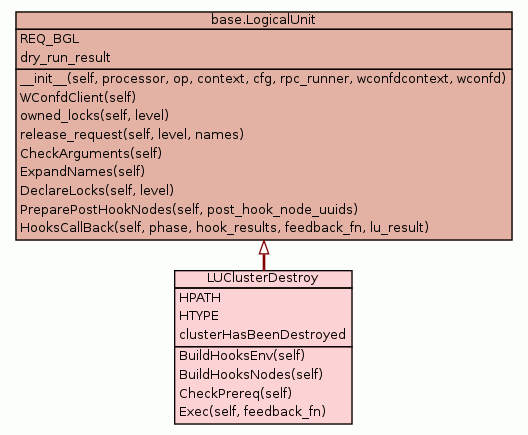 base.LogicalUnit
REQ_BGL
dry_run_result
__init__(self, processor, op, context, cfg, rpc_runner, wconfdcontext, wconfd)
WConfdClient(self)
owned_locks(self, level)
release_request(self, level, names)
CheckArguments(self)
ExpandNames(self)
DeclareLocks(self, level)
PreparePostHookNodes(self, post_hook_node_uuids)
HooksCallBack(self, phase, hook_results, feedback_fn, lu_result)
LUClusterDestroy
HPATH
HTYPE
clusterHasBeenDestroyed
BuildHooksEnv(self)
BuildHooksNodes(self)
CheckPrereq(self)
Exec(self, feedback_fn)